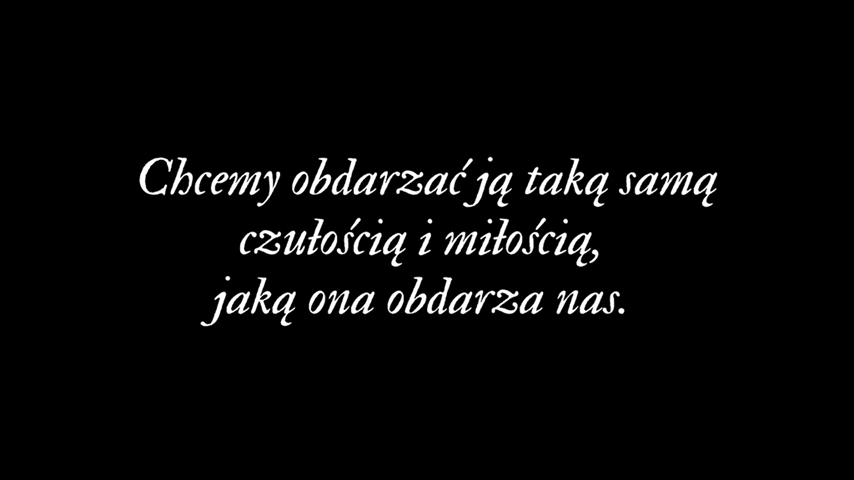 Chcemy obdarzać ją taką samą
czułością i miłością,
jaką ona obdarza nas.